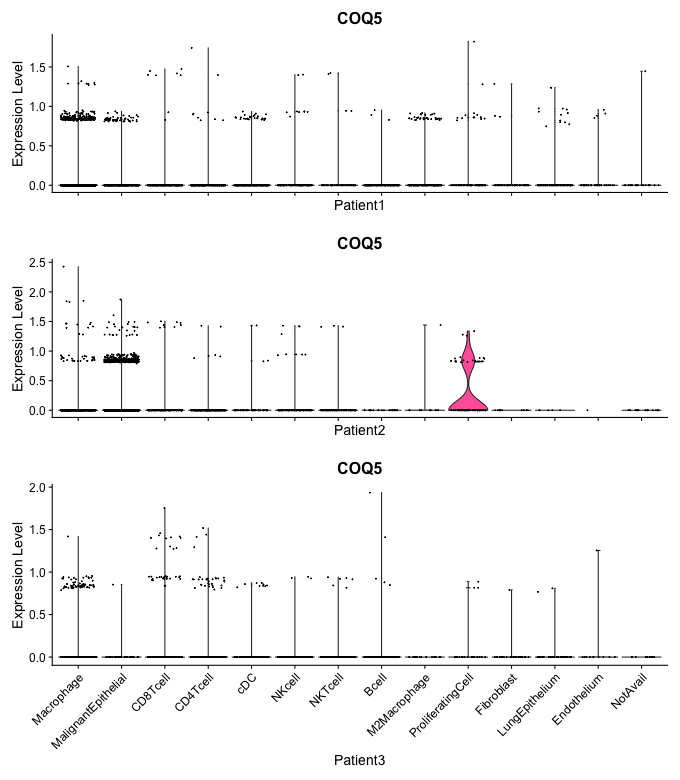 COQ5
Expression Level
1.5
1.0
0.5
0.0
Patient1
COQ5
Expression Level
2.5
2.0
1.5
1.0
0.5
0.0
Patient2
COQ5
Expression Level
2.0
1.5
1.0
0.5
0.0
Macrophage
MalignantEpithelial
CD8Tcell
CD4Tcell
cDC
NKcell
NKTcell
Bcell
M2Macrophage
ProliferatingCell
Fibroblast
LungEpithelium
Endothelium
NotAvail
Patient3